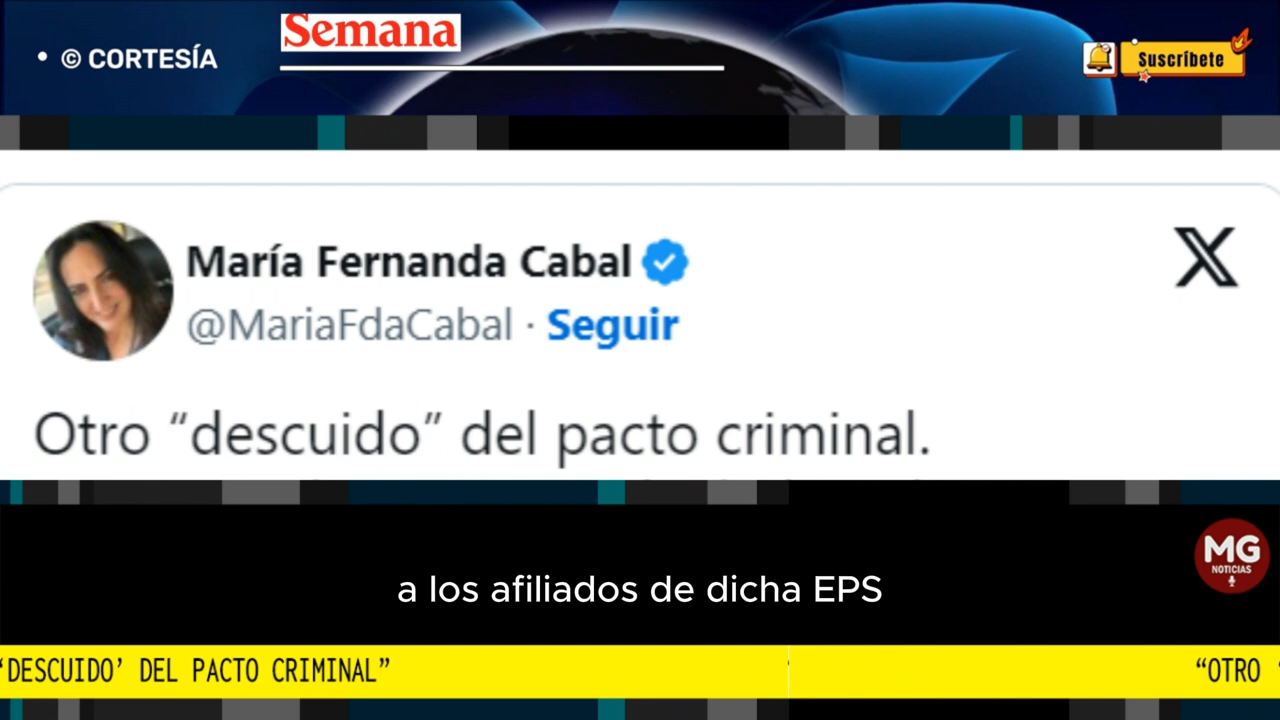 • © CORTESÍA
Semana
Suscríbete
María Fernanda Cabal
@MariaFdaCabal · Seguir
Otro “descuido” del pacto criminal.
MG
NOTICIAS
a los afiliados de dicha EPS
‘DESCUIDO’ DEL PACTO CRIMINAL”
“OTRO